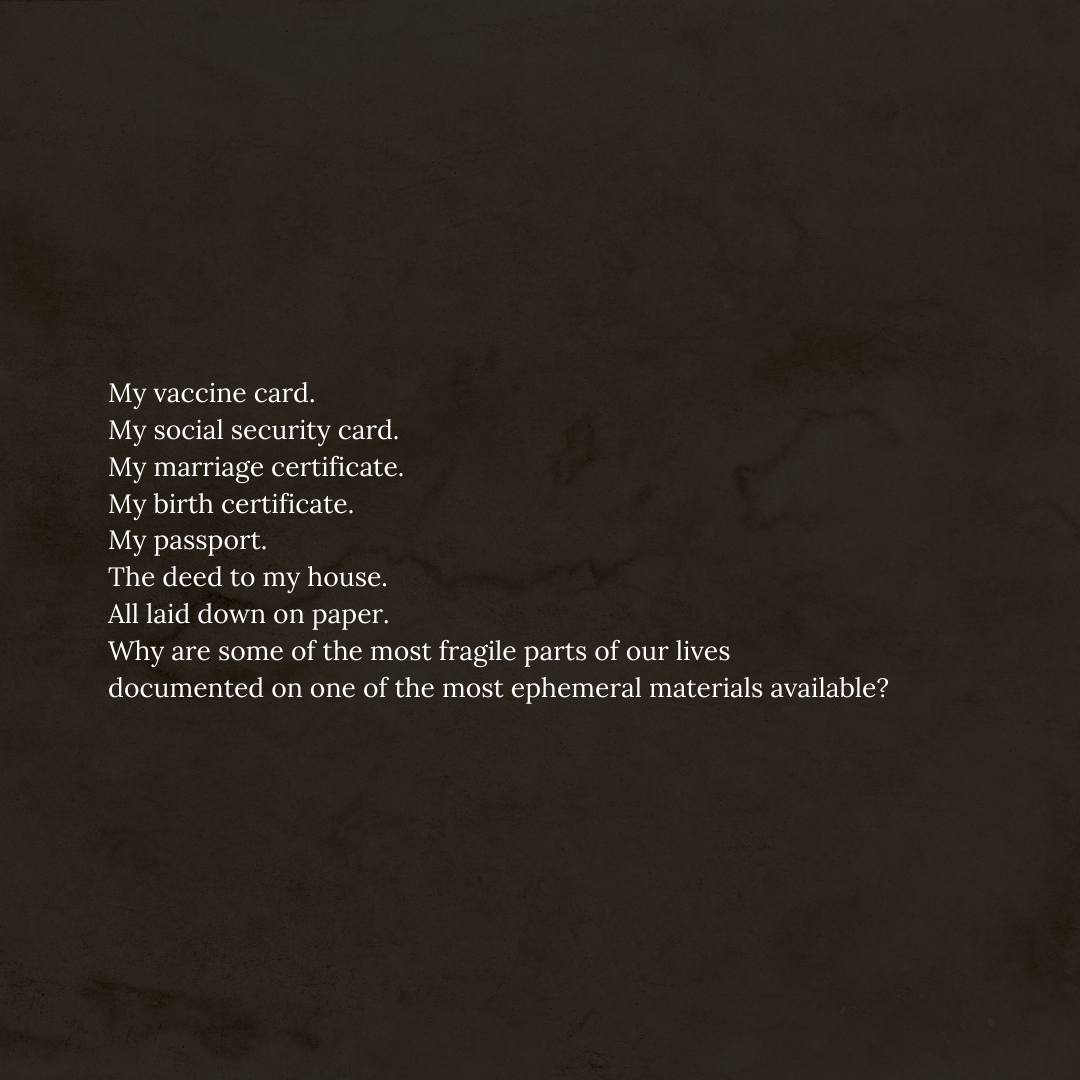 My vaccine card.
My social security card.
My marriage certificate.
My birth certificate.
My passport.
The deed to my house.
All laid down on paper.
Why are some of the most fragile parts of our lives
documented on one of the most ephemeral materials available?